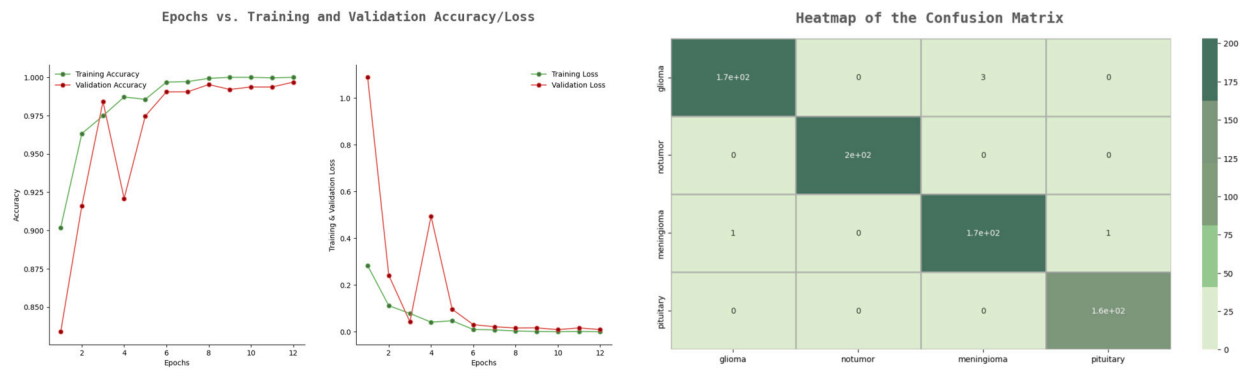 Epochs vs. Training and Validation Accuracy/Loss
Training Accuracy
Validation Accuracy
1.000
0.975
0.950
0.925
0.900
0.875
0.850
Accuracy
2 4 6 8 10 12
Epochs
Training Loss
Validation Loss
1.0
0.8
0.6
0.4
0.2
0.0
Training & Validation Loss
2 4 6 8 10 12
Epochs
Heatmap of the Confusion Matrix
glioma
1.7e+02 0 3 0
notumor
0 2e+02 0 0
meningioma
1 0 1.7e+02 1
pituitary
0 0 0 1.6e+02
glioma notumor meningioma pituitary
200
175
150
125
100
75
50
25
0